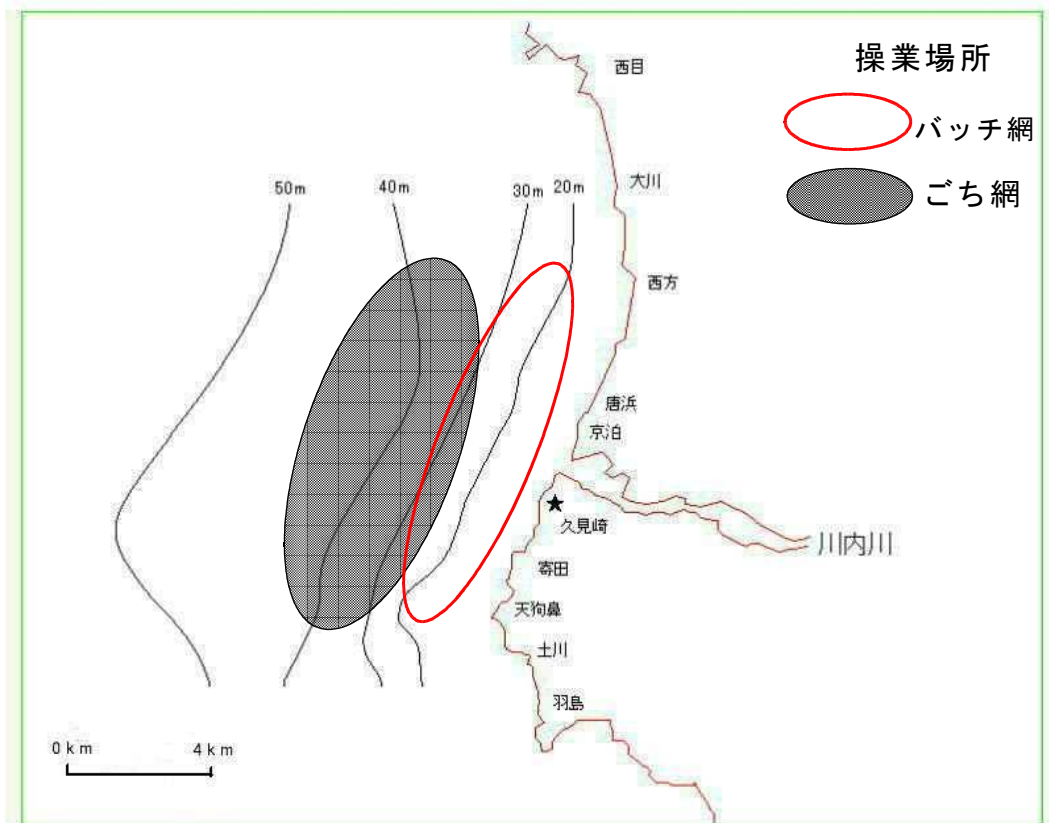 操業場所
バッチ網
ごち網
西目
大川
50m
40m
30m
20m
西方
唐浜
京泊
久見崎
川内川
寄田
天狗鼻
土川
羽島
0km
4km